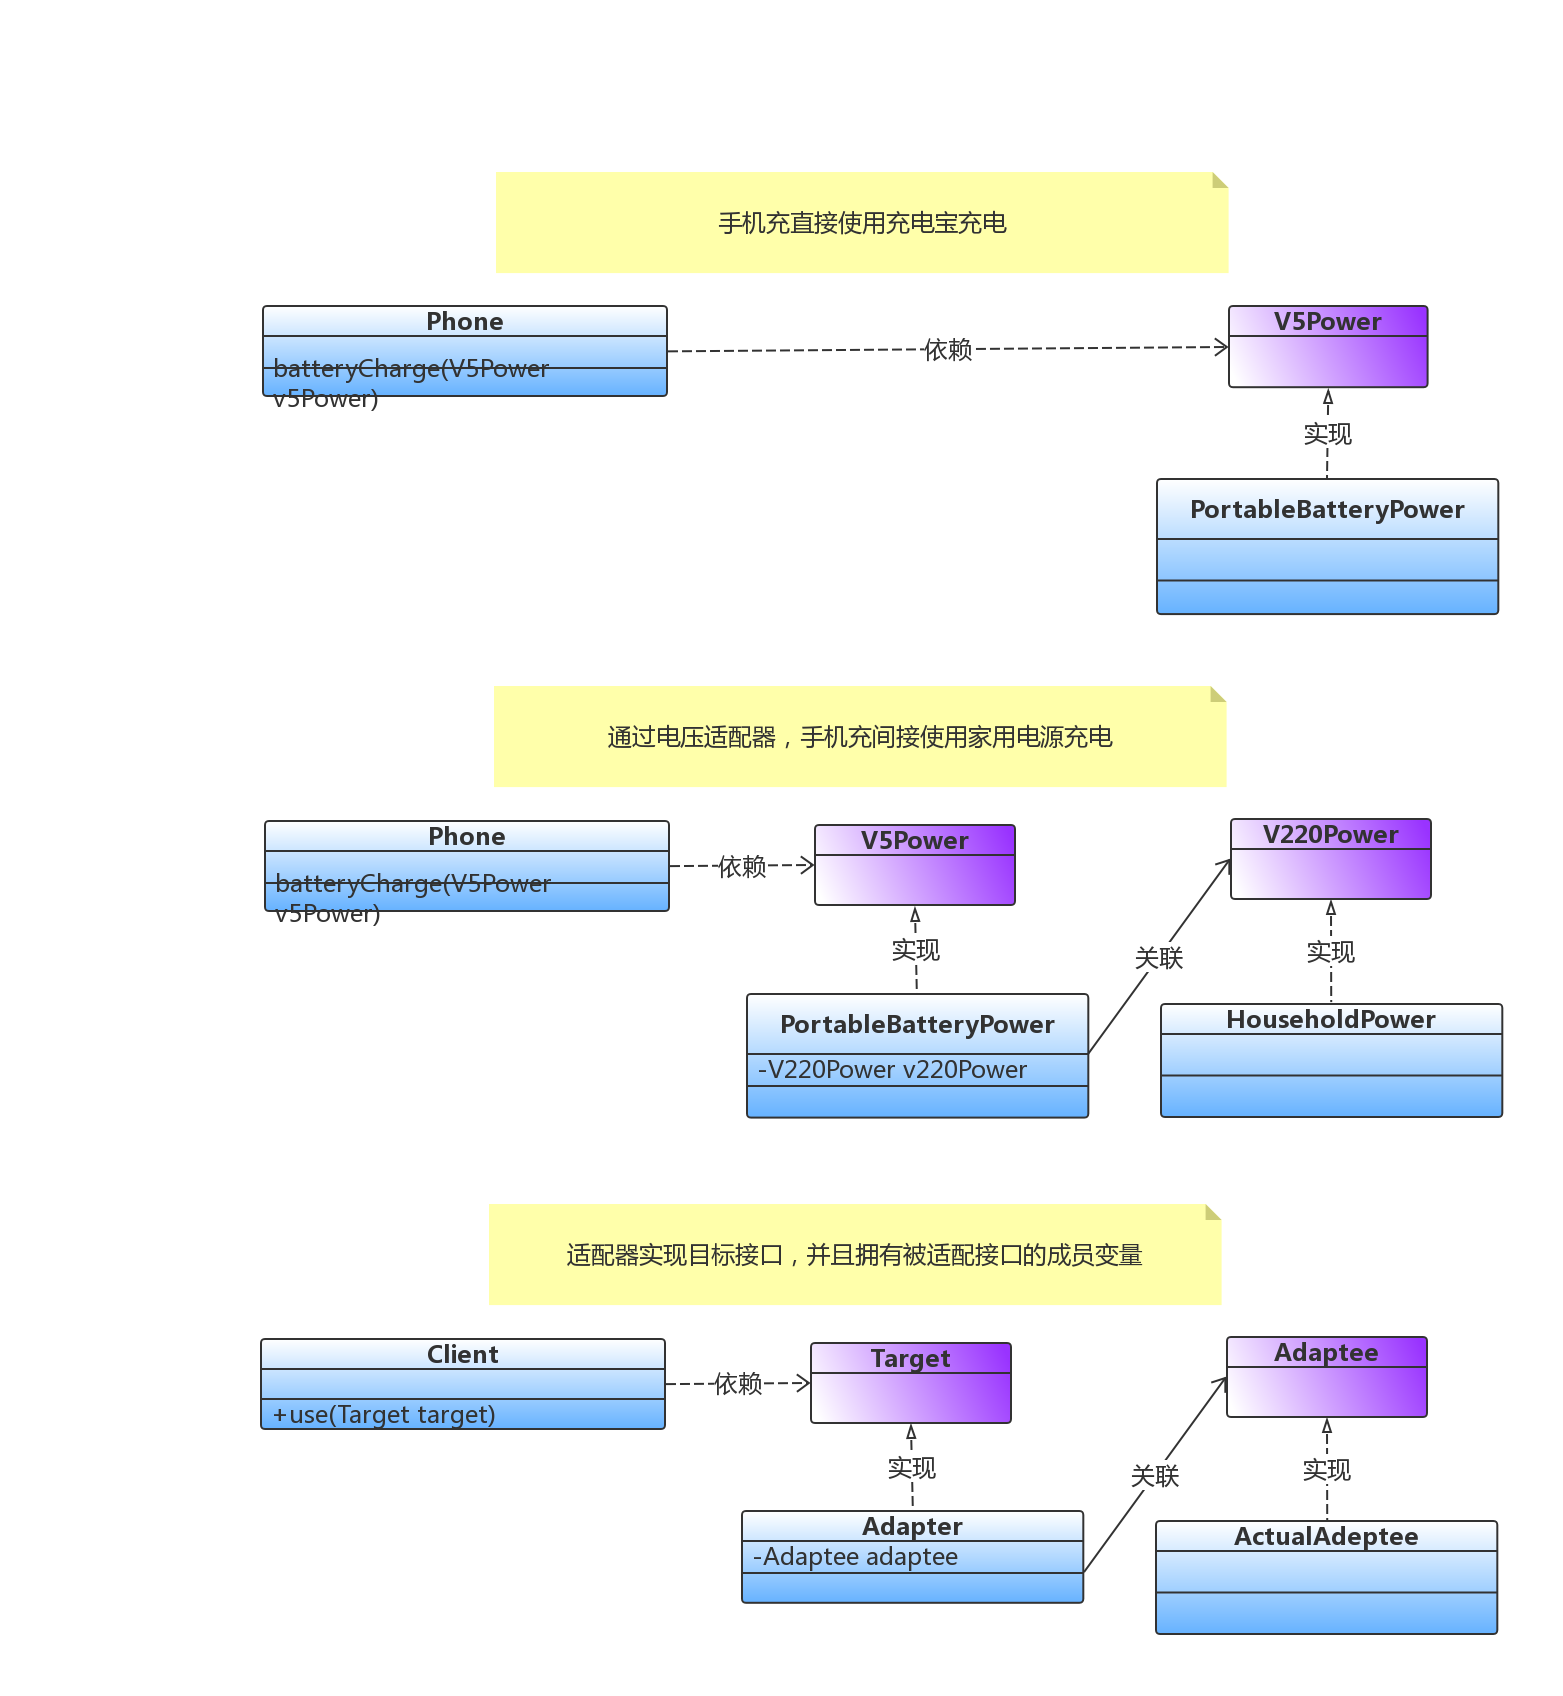 手机充直接使用充电宝充电
Phone
batteryCharge(V5Power
v5Power)
依赖
V5Power
实现
PortableBatteryPower
通过电压适配器，手机充间接使用家用电源充电
Phone
batteryCharge(V5Power
v5Power)
依赖
V5Power
V220Power
实现
关联
实现
PortableBatteryPower
-V220Power v220Power
HouseholdPower
适配器实现目标接口，并且拥有被适配接口的成员变量
Client
+use(Target target)
依赖
Target
Adaptee
实现
关联
实现
Adapter
-Adaptee adaptee
ActualAdeptee